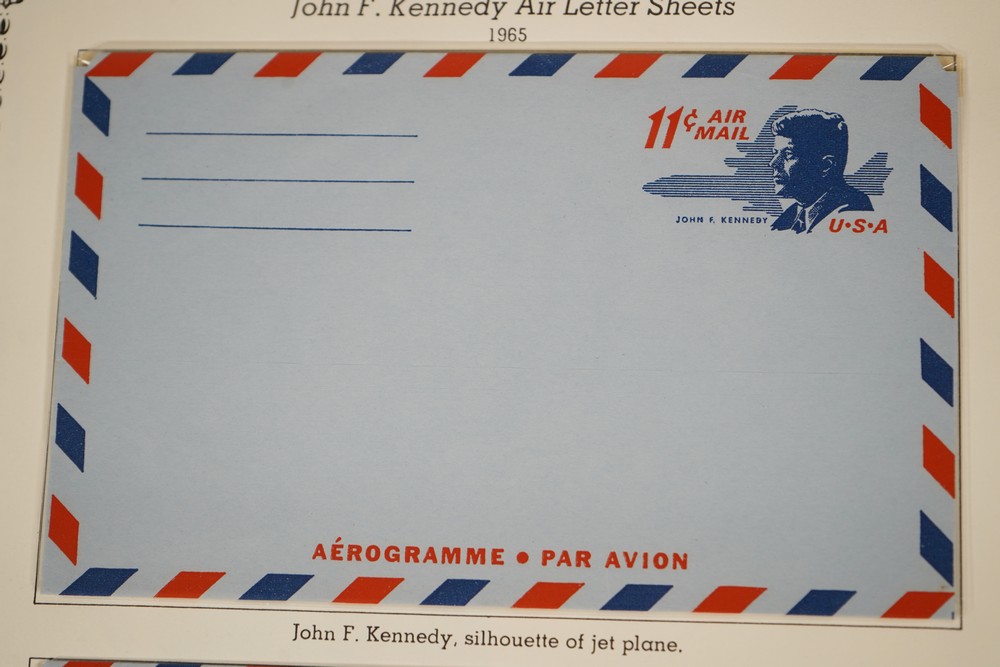 John F. Kennedy Air Letter Sheets
1965
11¢ AIR
MAIL
JOHN F. KENNEDY
U•S•A
AÉROGRAMME • PAR AVION
John F. Kennedy, silhouette of jet plane.